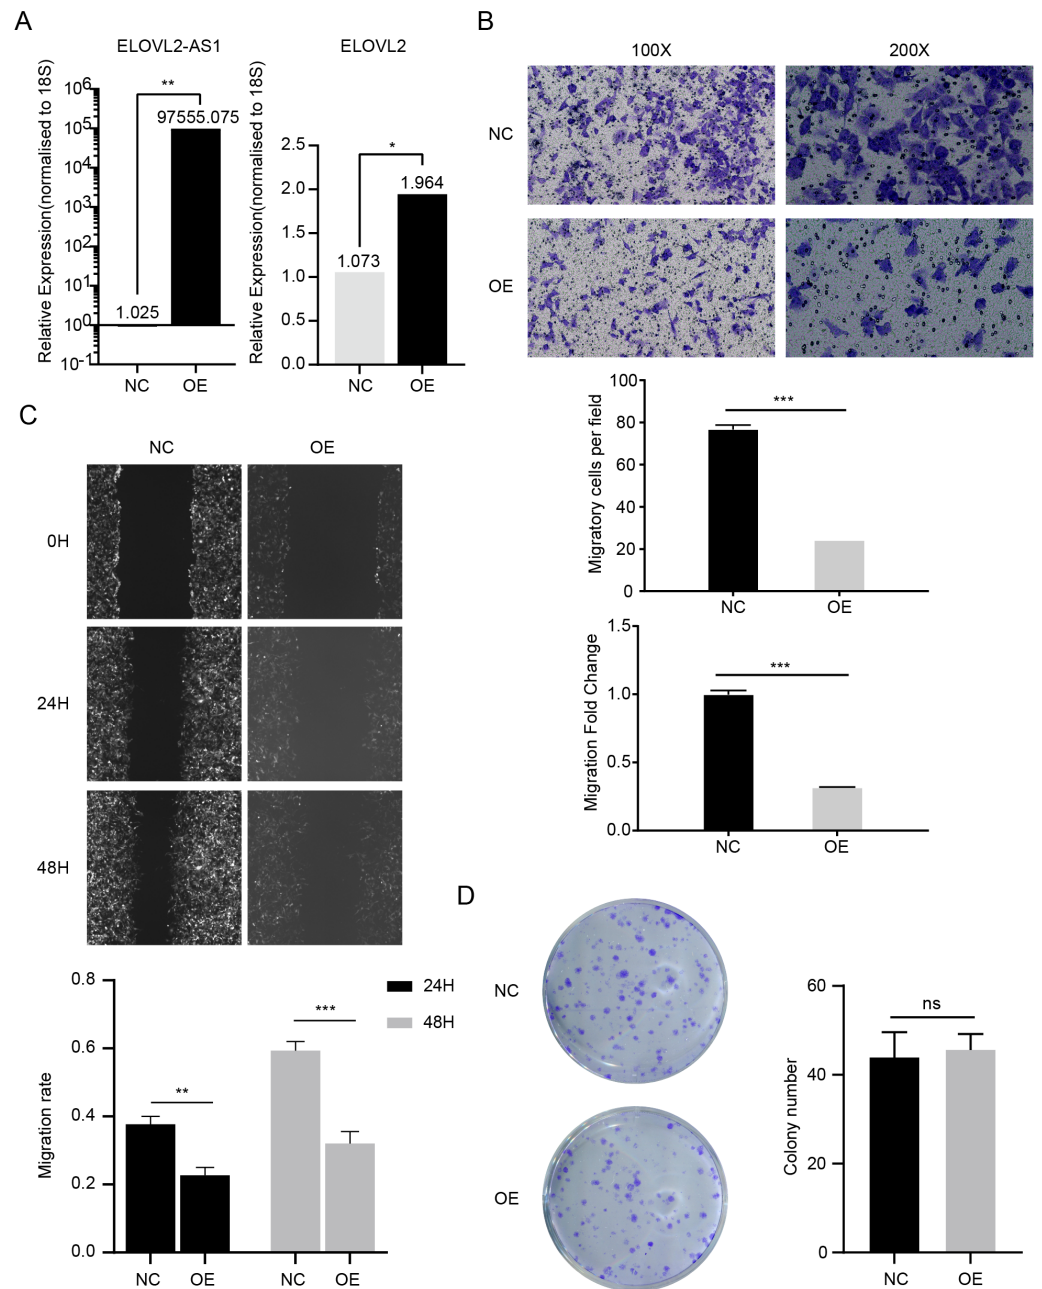 A
ELOVL2-AS1
Relative Expression(normalised to 18S)
10^6
10^5
10^4
10^3
10^2
10^1
10^0
10^-1
**
97555.075
1.025
NC OE
ELOVL2
Relative Expression(normalised to 18S)
2.5
2.0
1.5
1.0
0.5
0.0
*
1.964
1.073
NC OE
B
100X 200X
NC
OE
Migratory cells per field
100
80
60
40
20
0
***
NC OE
Migration Fold Change
1.5
1.0
0.5
0.0
***
NC OE
C
NC OE
0H
24H
48H
Migration rate
0.8
0.6
0.4
0.2
0.0
**
***
24H
48H
NC OE NC OE
D
NC
OE
Colony number
60
40
20
0
ns
NC OE